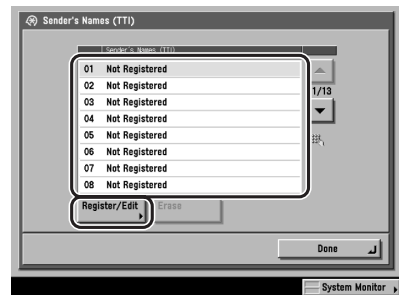 Sender's Names (TTI)
Sender's Names (TTI)
01 Not Registered
02 Not Registered
1/13
03 Not Registered
04 Not Registered
05 Not Registered
06 Not Registered
07 Not Registered
08 Not Registered
Register/Edit Erase
Done
System Monitor